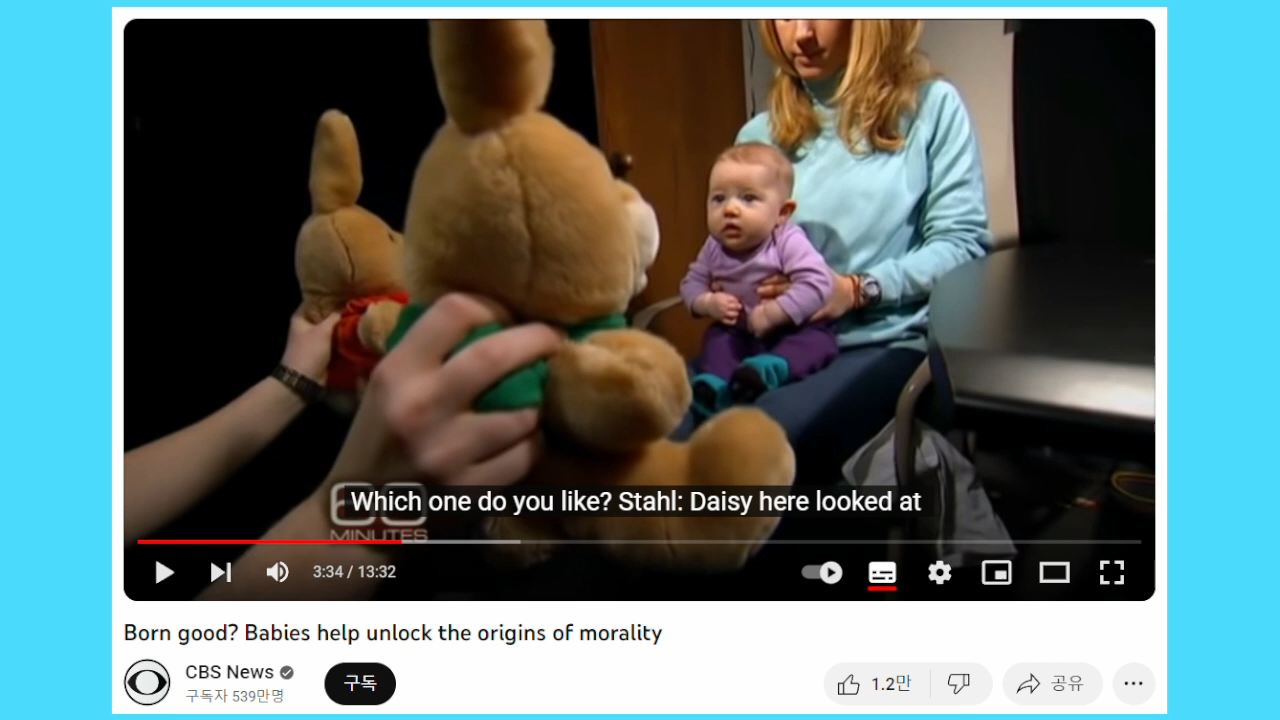 Which one do you like? Stahl: Daisy here looked at
60
MINUTES
3:34 / 13:32
Born good? Babies help unlock the origins of morality
CBS News
구독자 539만명
구독
1.2만
공유